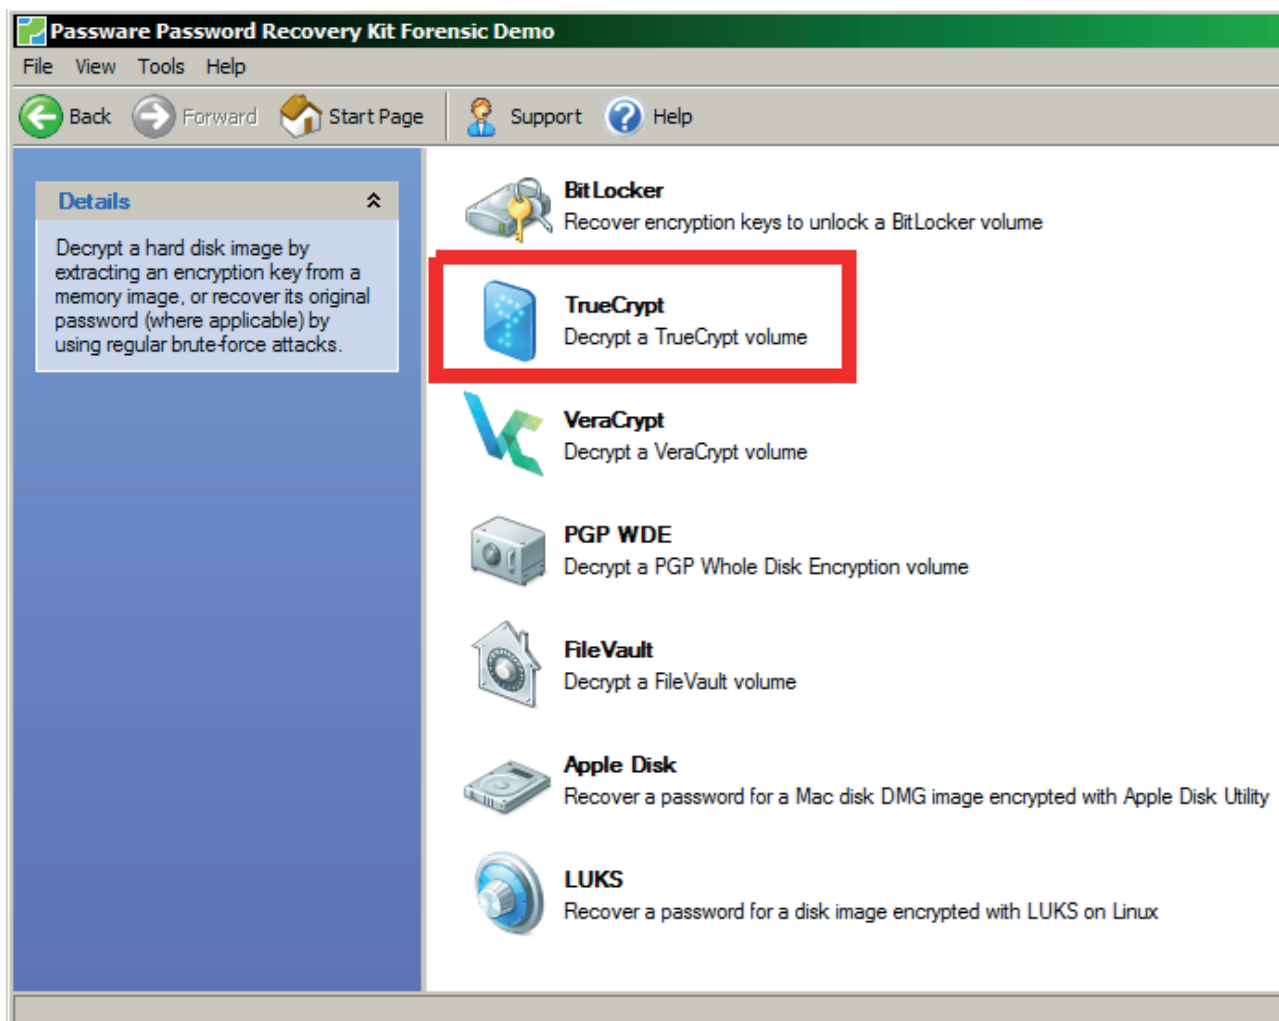 Passware Password Recovery Kit Forensic Demo
File View Tools Help
Back Forward Start Page Support Help
Details
Decrypt a hard disk image by
extracting an encryption key from a
memory image, or recover its original
password (where applicable) by
using regular brute-force attacks.
BitLocker
Recover encryption keys to unlock a BitLocker volume
TrueCrypt
Decrypt a TrueCrypt volume
VeraCrypt
Decrypt a VeraCrypt volume
PGP WDE
Decrypt a PGP Whole Disk Encryption volume
FileVault
Decrypt a FileVault volume
Apple Disk
Recover a password for a Mac disk DMG image encrypted with Apple Disk Utility
LUKS
Recover a password for a disk image encrypted with LUKS on Linux